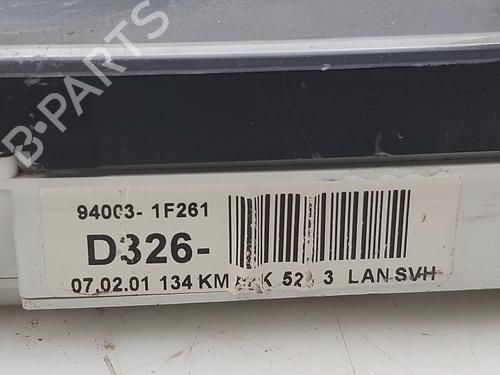 B-PARTS
94003- 1F261
D326-
07.02.01 134 KM LAN SVH